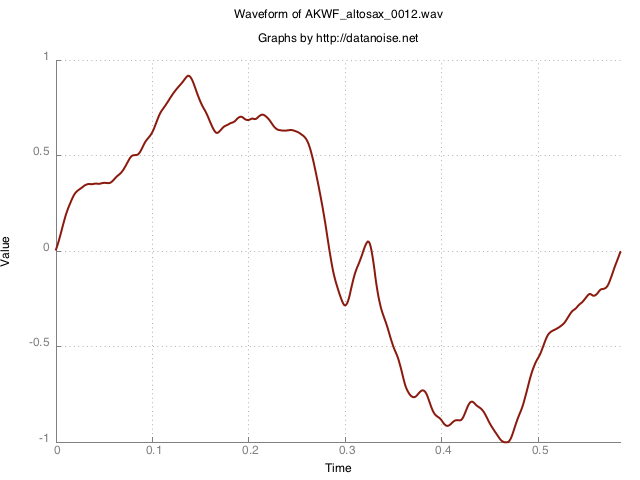 Waveform of AKWF_altosax_0012.wav
Graphs by http://datanoise.net
1
0.5
0
-0.5
-1
Value
0 0.1 0.2 0.3 0.4 0.5
Time